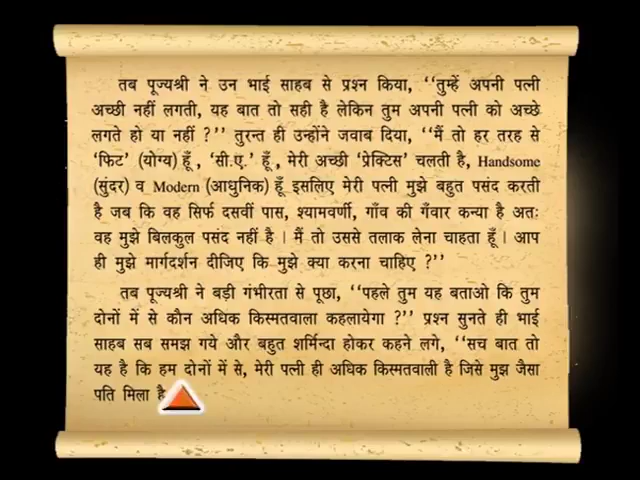 तब पूज्यश्री ने उन भाई साहब से प्रश्न किया, ‘‘तुम्हें अपनी पत्नी
अच्छी नहीं लगती, यह बात तो सही है लेकिन तुम अपनी पत्नी को अच्छे
लगते हो या नहीं ?’’ तुरन्त ही उन्होंने जवाब दिया, ‘‘मैं तो हर तरह से
‘फिट’ (योग्य) हूँ , ‘सी.ए.’ हूँ , मेरी अच्छी ‘प्रेक्टिस’ चलती है, Handsome
(सुंदर) व Modern (आधुनिक) हूँ इसलिए मेरी पत्नी मुझे बहुत पसंद करती
है जब कि वह सिर्फ दसवीं पास, श्यामवर्णी, गाँव की गँवार कन्या है अतः
वह मुझे बिलकुल पसंद नहीं है । मैं तो उससे तलाक लेना चाहता हूँ । आप
ही मुझे मार्गदर्शन दीजिए कि मुझे क्या करना चाहिए ?’’
तब पूज्यश्री ने बड़ी गंभीरता से पूछा, ‘‘पहले तुम यह बताओ कि तुम
दोनों में से कौन अधिक किस्मतवाला कहलायेगा ?’’ प्रश्न सुनते ही भाई
साहब सब समझ गये और बहुत शर्मिन्दा होकर कहने लगे, ‘‘सच बात तो
यह है कि हम दोनों में से, मेरी पत्नी ही अधिक किस्मतवाली है जिसे मुझ जैसा
पति मिला है